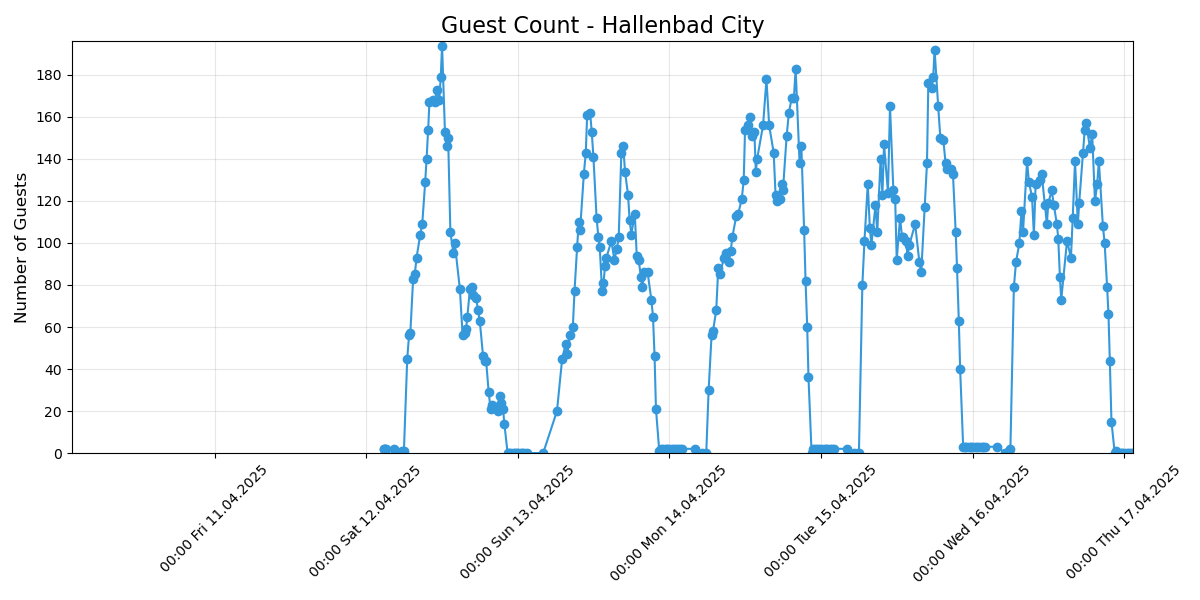 Guest Count - Hallenbad City
Number of Guests
180
160
140
120
100
80
60
40
20
0
00:00 Fri 11.04.2025
00:00 Sat 12.04.2025
00:00 Sun 13.04.2025
00:00 Mon 14.04.2025
00:00 Tue 15.04.2025
00:00 Wed 16.04.2025
00:00 Thu 17.04.2025